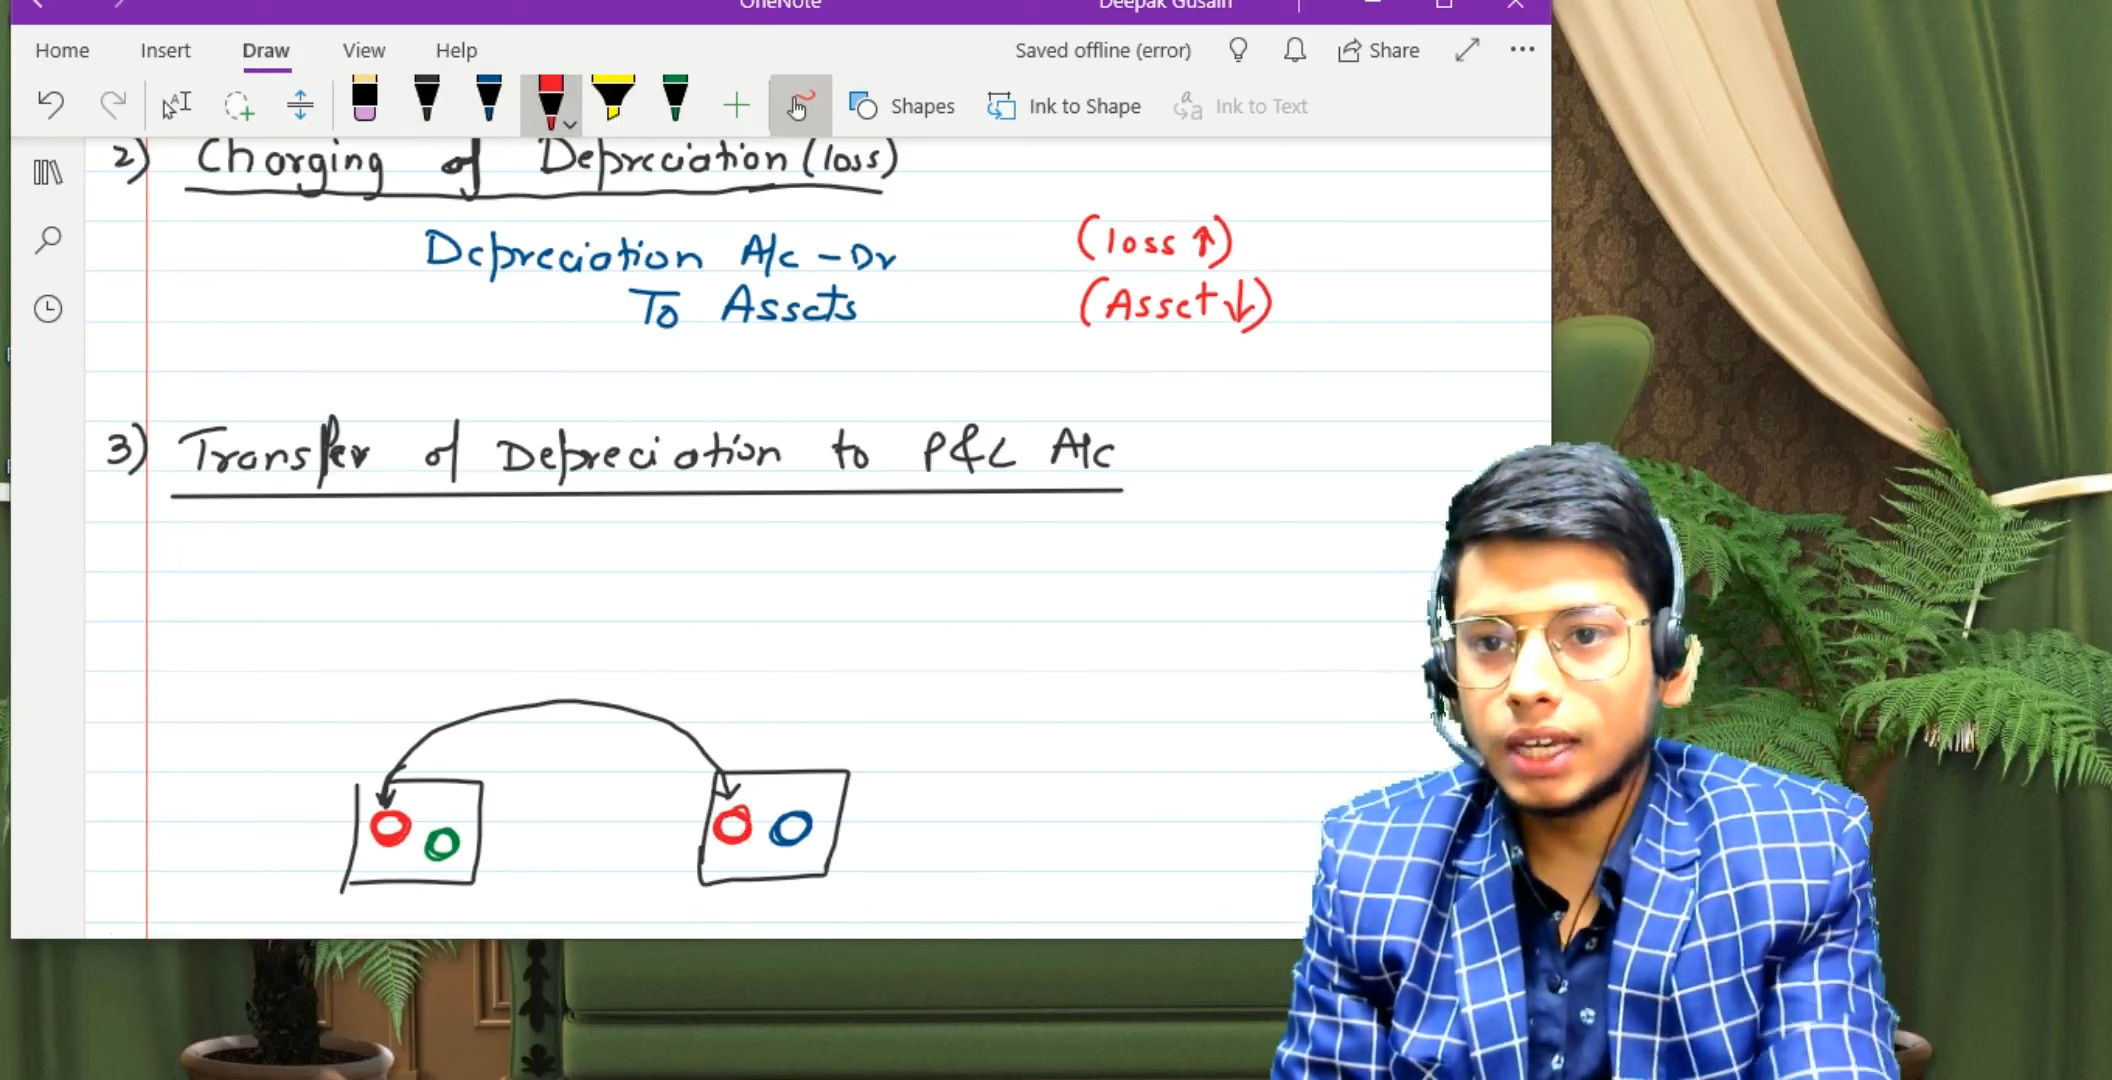 OneNote
Deepak Gusain
Home Insert Draw View Help
Saved offline (error) Share
Shapes Ink to Shape Ink to Text
2) Charging of Depreciation (loss)
Depreciation A/c - Dr (loss ↑)
To Assets (Asset ↓)
3) Transfer of Depreciation to P&L A/c